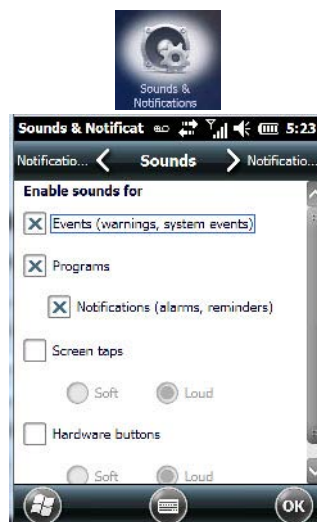 Sounds &
Notifications
Sounds & Notificat 5:23
Notificatio... Sounds Notificatio...
Enable sounds for
Events (warnings, system events)
Programs
Notifications (alarms, reminders)
Screen taps
Soft Loud
Hardware buttons
Soft Loud
OK